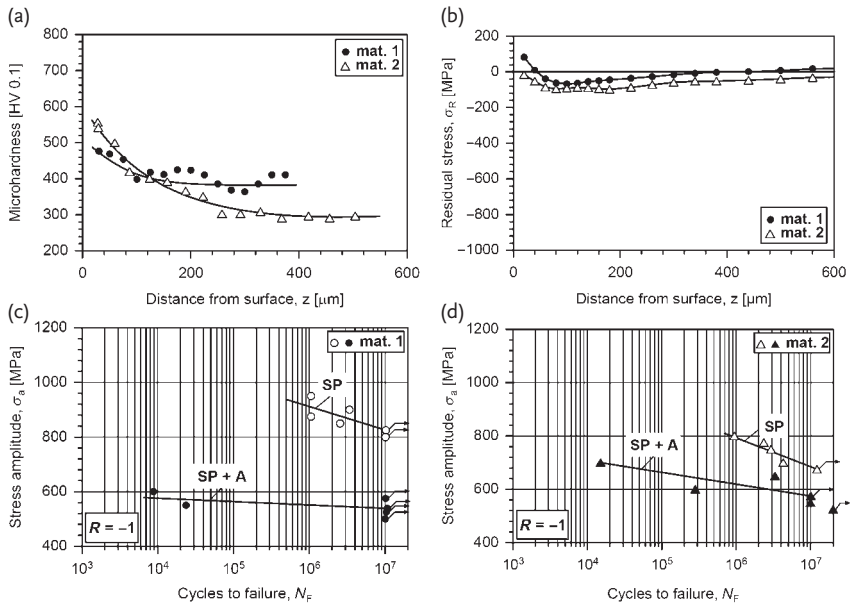 (a)
800
700
600
500
400
300
200
Microhardness [HV 0.1]
● mat. 1
△ mat. 2
0 200 400 600
Distance from surface, z [µm]
(b)
200
0
−200
−400
−600
−800
−1000
Residual stress, σR [MPa]
● mat. 1
△ mat. 2
0 200 400 600
Distance from surface, z [µm]
(c)
1200
1000
800
600
400
Stress amplitude, σa [MPa]
○ ● mat. 1
SP
SP + A
R = −1
10³ 10⁴ 10⁵ 10⁶ 10⁷
Cycles to failure, NF
(d)
1200
1000
800
600
400
Stress amplitude, σa [MPa]
△ ▲ mat. 2
SP
SP + A
R = −1
10³ 10⁴ 10⁵ 10⁶ 10⁷
Cycles to failure, NF